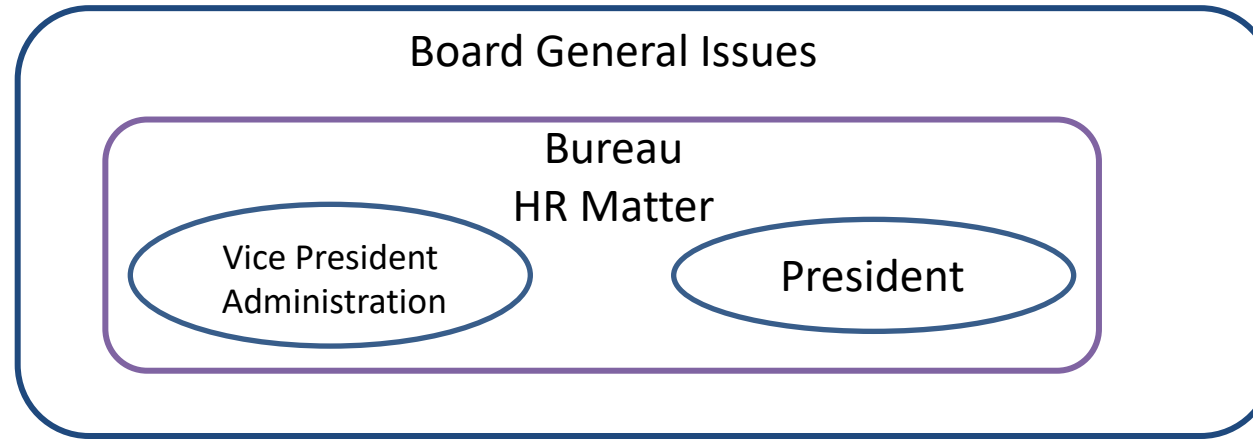 Board General Issues
Bureau
HR Matter
Vice President
Administration
President